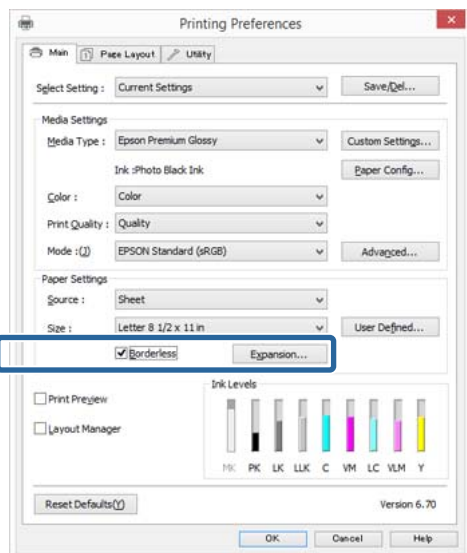 Printing Preferences
Main Page Layout Utility
Select Setting : Current Settings Save/Del...
Media Settings
Media Type : Epson Premium Glossy Custom Settings...
Ink :Photo Black Ink Paper Config...
Color : Color
Print Quality : Quality
Mode :(J) EPSON Standard (sRGB) Advanced...
Paper Settings
Source : Sheet
Size : Letter 8 1/2 x 11 in User Defined...
Borderless Expansion...
Print Preview
Layout Manager
Ink Levels
MK PK LK LLK C VM LC VLM Y
Reset Defaults(Y) Version 6.70
OK Cancel Help